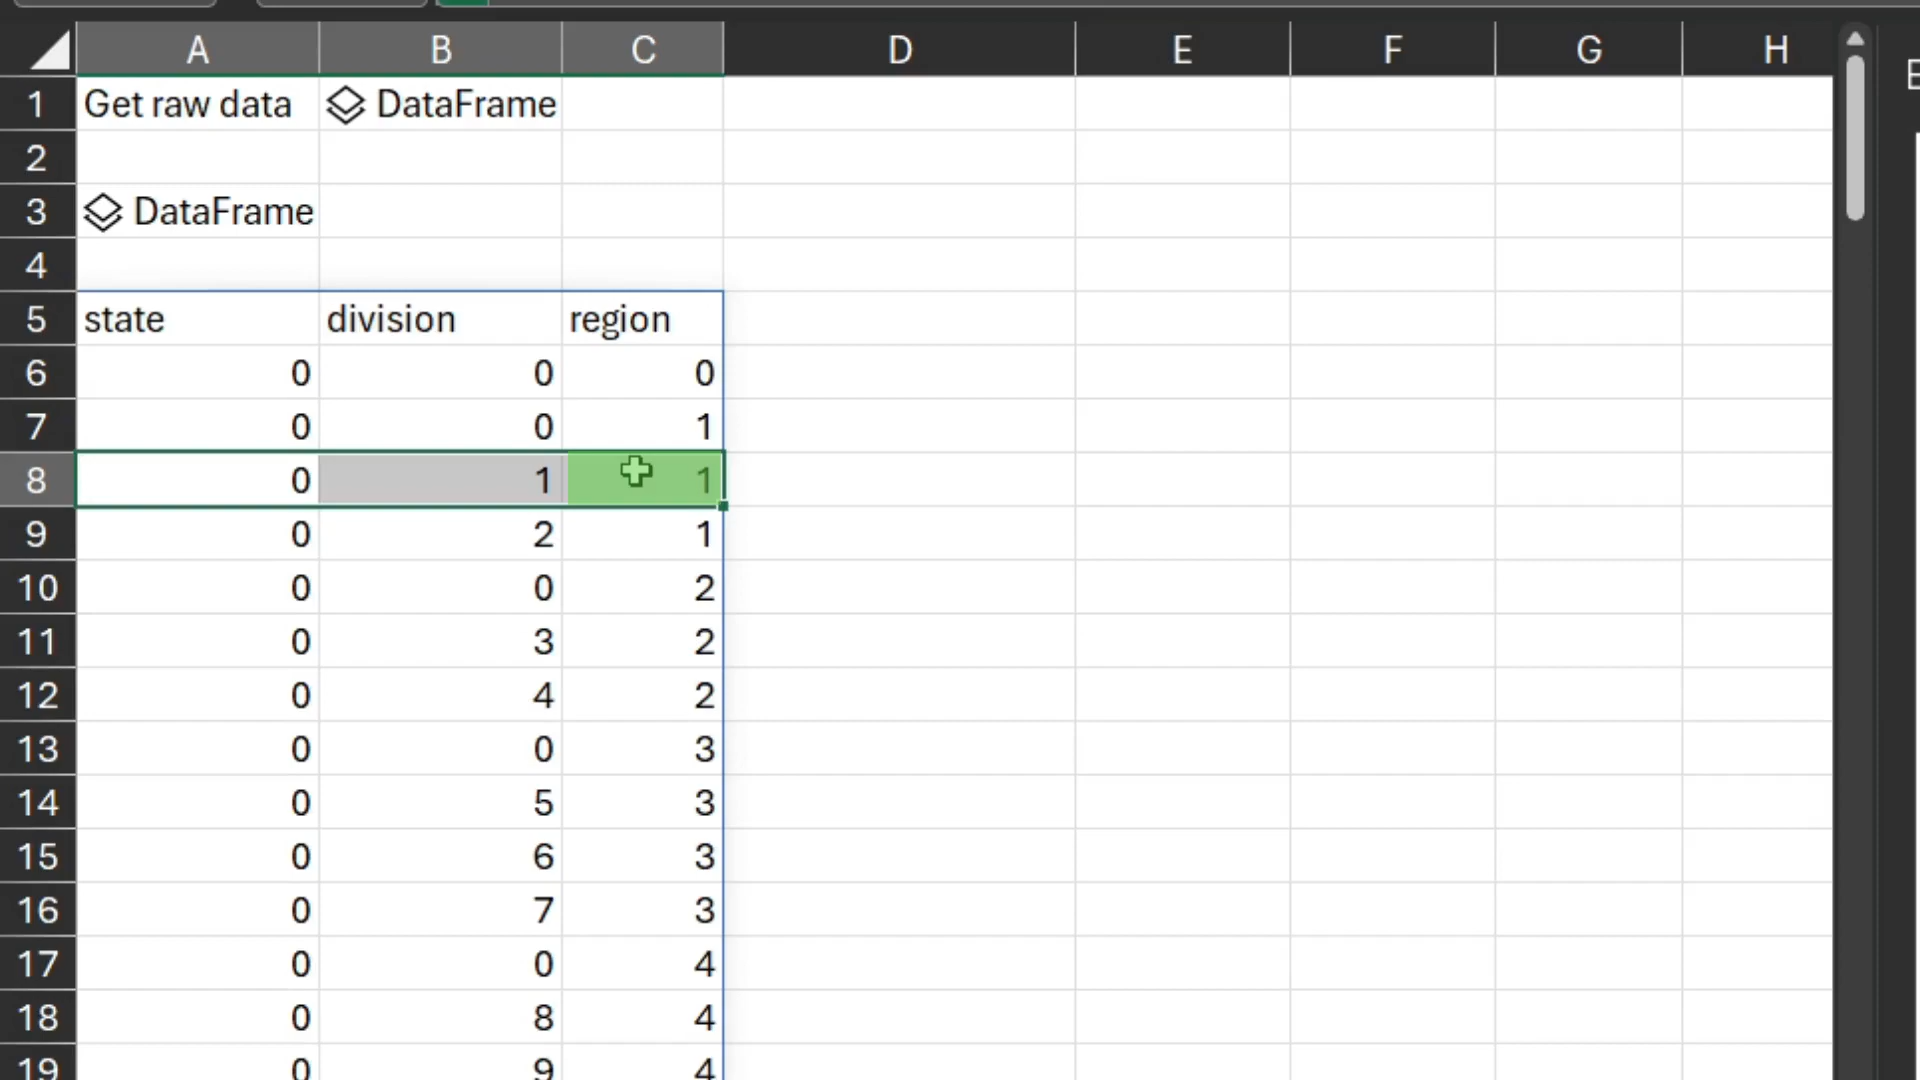 A B C D E F G H
1 Get raw data DataFrame
2
3 DataFrame
4
5 state division region
6 0 0 0
7 0 0 1
8 0 1 1
9 0 2 1
10 0 0 2
11 0 3 2
12 0 4 2
13 0 0 3
14 0 5 3
15 0 6 3
16 0 7 3
17 0 0 4
18 0 8 4
19 0 9 4